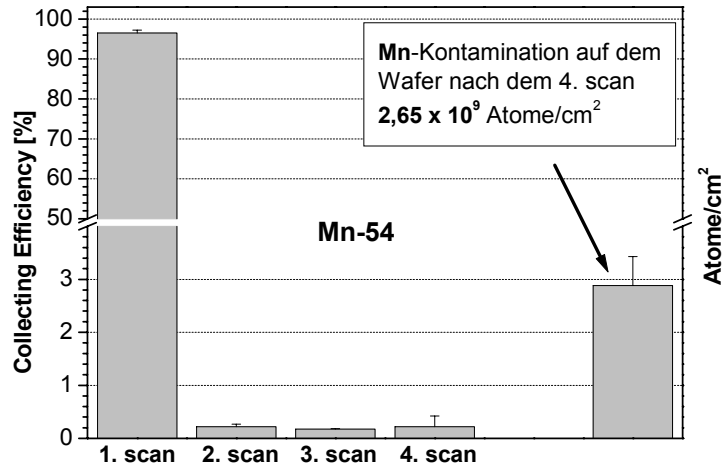 Collecting Efficiency [%]
100
90
80
70
60
50
3
2
1
0
Mn-Kontamination auf dem
Wafer nach dem 4. scan
2,65 x 10⁹ Atome/cm²
Mn-54
1. scan 2. scan 3. scan 4. scan
Atome/cm²